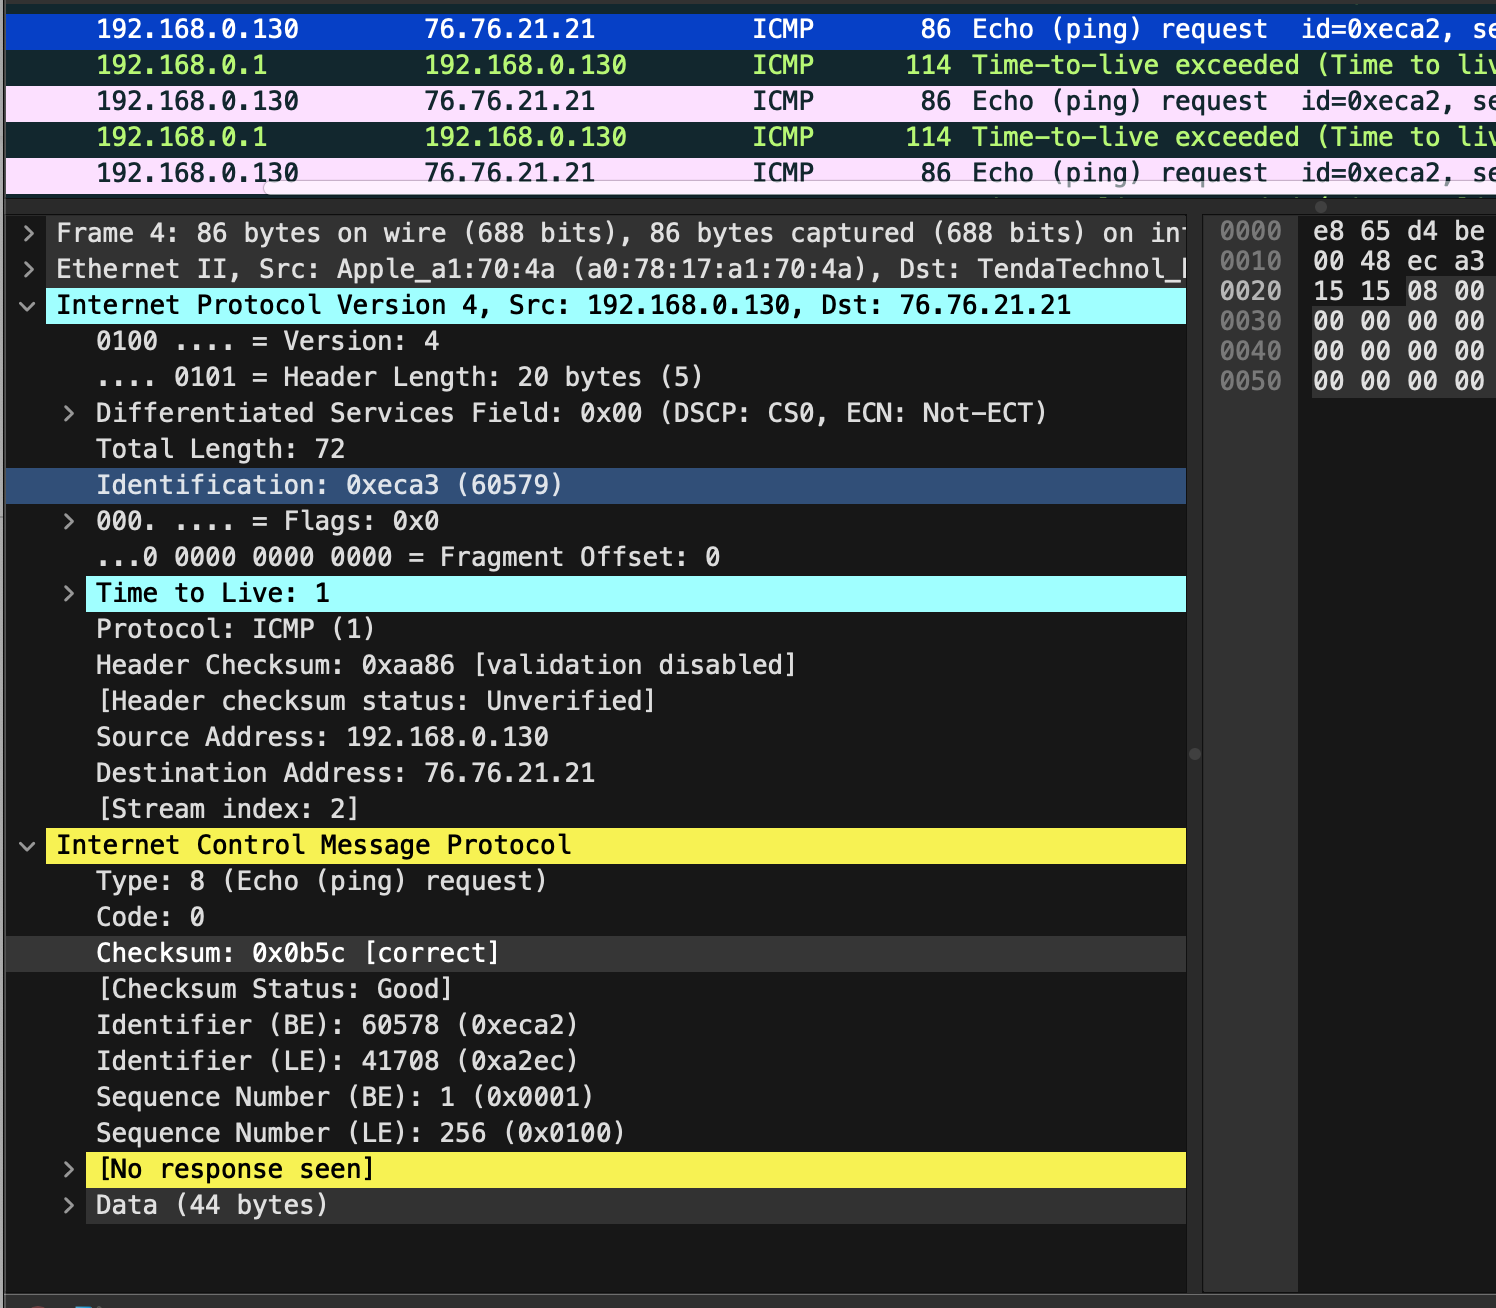 192.168.0.130 76.76.21.21 ICMP 86 Echo (ping) request id=0xeca2, se
192.168.0.1 192.168.0.130 ICMP 114 Time-to-live exceeded (Time to liv
192.168.0.130 76.76.21.21 ICMP 86 Echo (ping) request id=0xeca2, se
192.168.0.1 192.168.0.130 ICMP 114 Time-to-live exceeded (Time to liv
192.168.0.130 76.76.21.21 ICMP 86 Echo (ping) request id=0xeca2, se
Frame 4: 86 bytes on wire (688 bits), 86 bytes captured (688 bits) on in
Ethernet II, Src: Apple_a1:70:4a (a0:78:17:a1:70:4a), Dst: TendaTechnol_
Internet Protocol Version 4, Src: 192.168.0.130, Dst: 76.76.21.21
0100 .... = Version: 4
.... 0101 = Header Length: 20 bytes (5)
Differentiated Services Field: 0x00 (DSCP: CS0, ECN: Not-ECT)
Total Length: 72
Identification: 0xeca3 (60579)
000. .... = Flags: 0x0
...0 0000 0000 0000 = Fragment Offset: 0
Time to Live: 1
Protocol: ICMP (1)
Header Checksum: 0xaa86 [validation disabled]
[Header checksum status: Unverified]
Source Address: 192.168.0.130
Destination Address: 76.76.21.21
[Stream index: 2]
Internet Control Message Protocol
Type: 8 (Echo (ping) request)
Code: 0
Checksum: 0x0b5c [correct]
[Checksum Status: Good]
Identifier (BE): 60578 (0xeca2)
Identifier (LE): 41708 (0xa2ec)
Sequence Number (BE): 1 (0x0001)
Sequence Number (LE): 256 (0x0100)
[No response seen]
Data (44 bytes)
0000 e8 65 d4 be
0010 00 48 ec a3
0020 15 15 08 00
0030 00 00 00 00
0040 00 00 00 00
0050 00 00 00 00